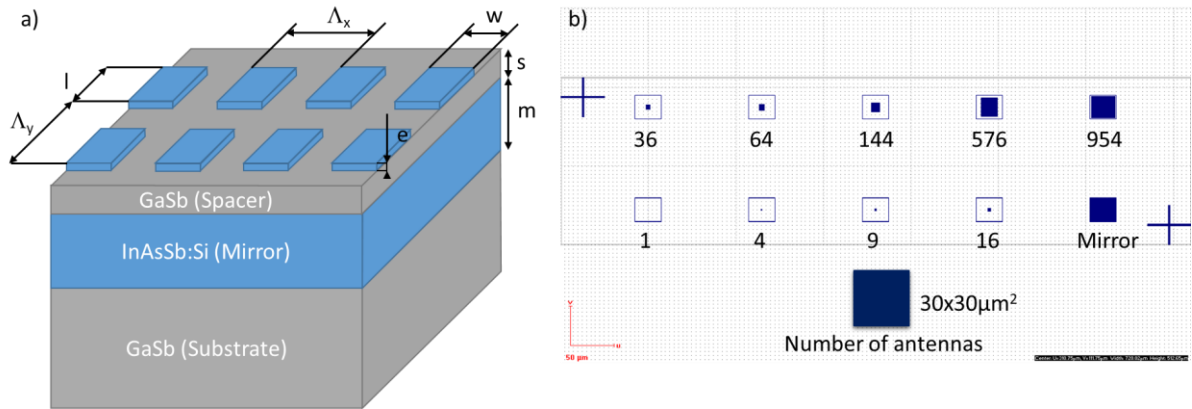 a)
Λx
w
l
s
m
Λy
e
GaSb (Spacer)
InAsSb:Si (Mirror)
GaSb (Substrate)
b)
36 64 144 576 954
1 4 9 16 Mirror
30x30µm²
Number of antennas
50 µm